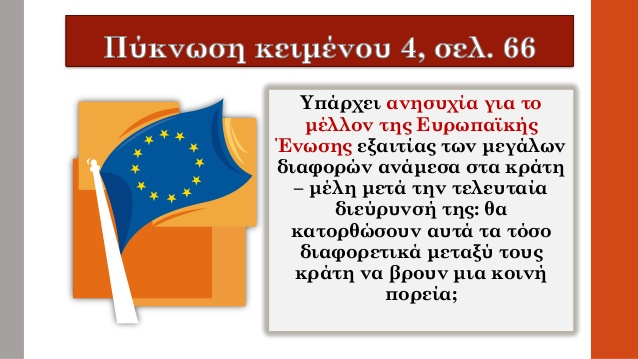 Πύκνωση κειμένου 4, σελ. 66
Υπάρχει ανησυχία για το
μέλλον της Ευρωπαϊκής
Ένωσης εξαιτίας των μεγάλων
διαφορών ανάμεσα στα κράτη
– μέλη μετά την τελευταία
διεύρυνσή της: θα
κατορθώσουν αυτά τα τόσο
διαφορετικά μεταξύ τους
κράτη να βρουν μια κοινή
πορεία;